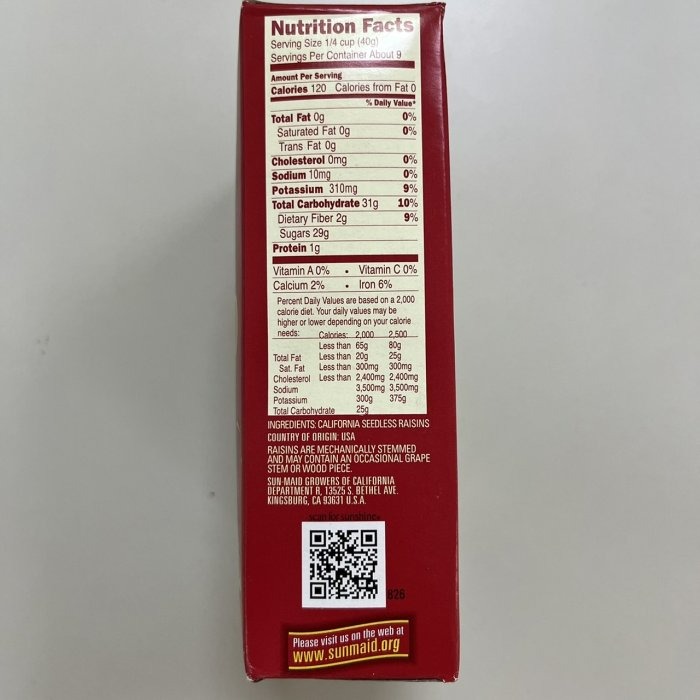 Nutrition Facts
Serving Size 1/4 cup (40g)
Servings Per Container About 9
Amount Per Serving
Calories 120 Calories from Fat 0
% Daily Value*
Total Fat 0g 0%
Saturated Fat 0g 0%
Trans Fat 0g
Cholesterol 0mg 0%
Sodium 10mg 0%
Potassium 310mg 9%
Total Carbohydrate 31g 10%
Dietary Fiber 2g 9%
Sugars 29g
Protein 1g
Vitamin A 0% • Vitamin C 0%
Calcium 2% • Iron 6%
Percent Daily Values are based on a 2,000
calorie diet. Your daily values may be
higher or lower depending on your calorie
needs: Calories: 2,000 2,500
Less than 65g 80g
Total Fat Less than 20g 25g
Sat. Fat Less than 300mg 300mg
Cholesterol Less than 2,400mg 2,400mg
Sodium 3,500mg 3,500mg
Potassium 300g 375g
Total Carbohydrate 25g
INGREDIENTS: CALIFORNIA SEEDLESS RAISINS
COUNTRY OF ORIGIN: USA
RAISINS ARE MECHANICALLY STEMMED
AND MAY CONTAIN AN OCCASIONAL GRAPE
STEM OR WOOD PIECE.
SUN-MAID GROWERS OF CALIFORNIA
DEPARTMENT R, 13525 S. BETHEL AVE.
KINGSBURG, CA 93631 U.S.A.
scan for sunshine
828
Please visit us on the web at
www.sunmaid.org